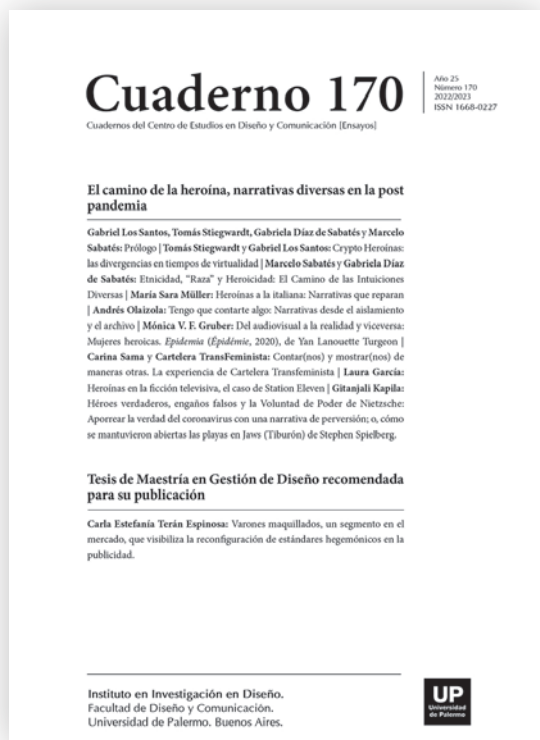 Cuaderno 170
Año 25
Número 170
2022/2023
ISSN 1668-0227
Cuadernos del Centro de Estudios en Diseño y Comunicación [Ensayos]
El camino de la heroína, narrativas diversas en la post
pandemia
Gabriel Los Santos, Tomás Stiegwardt, Gabriela Díaz de Sabatés y Marcelo
Sabatés: Prólogo | Tomás Stiegwardt y Gabriel Los Santos: Crypto Heroínas:
las divergencias en tiempos de virtualidad | Marcelo Sabatés y Gabriela Díaz
de Sabatés: Etnicidad, “Raza” y Heroicidad: El Camino de las Intuiciones
Diversas | María Sara Müller: Heroínas a la italiana: Narrativas que reparan
| Andrés Olaizola: Tengo que contarte algo: Narrativas desde el aislamiento
y el archivo | Mónica V. F. Gruber: Del audiovisual a la realidad y viceversa:
Mujeres heroicas. Epidemia (Épidémie, 2020), de Yan Lanouette Turgeon |
Carina Sama y Cartelera TransFeminista: Contar(nos) y mostrar(nos) de
maneras otras. La experiencia de Cartelera Transfeminista | Laura García:
Heroínas en la ficción televisiva, el caso de Station Eleven | Gitanjali Kapila:
Héroes verdaderos, engaños falsos y la Voluntad de Poder de Nietzsche:
Aporrear la verdad del coronavirus con una narrativa de perversión; o, cómo
se mantuvieron abiertas las playas en Jaws (Tiburón) de Stephen Spielberg.
Tesis de Maestría en Gestión de Diseño recomendada
para su publicación
Carla Estefanía Terán Espinosa: Varones maquillados, un segmento en el
mercado, que visibiliza la reconfiguración de estándares hegemónicos en la
publicidad.
Instituto en Investigación en Diseño.
Facultad de Diseño y Comunicación.
Universidad de Palermo. Buenos Aires.
UP
Universidad
de Palermo